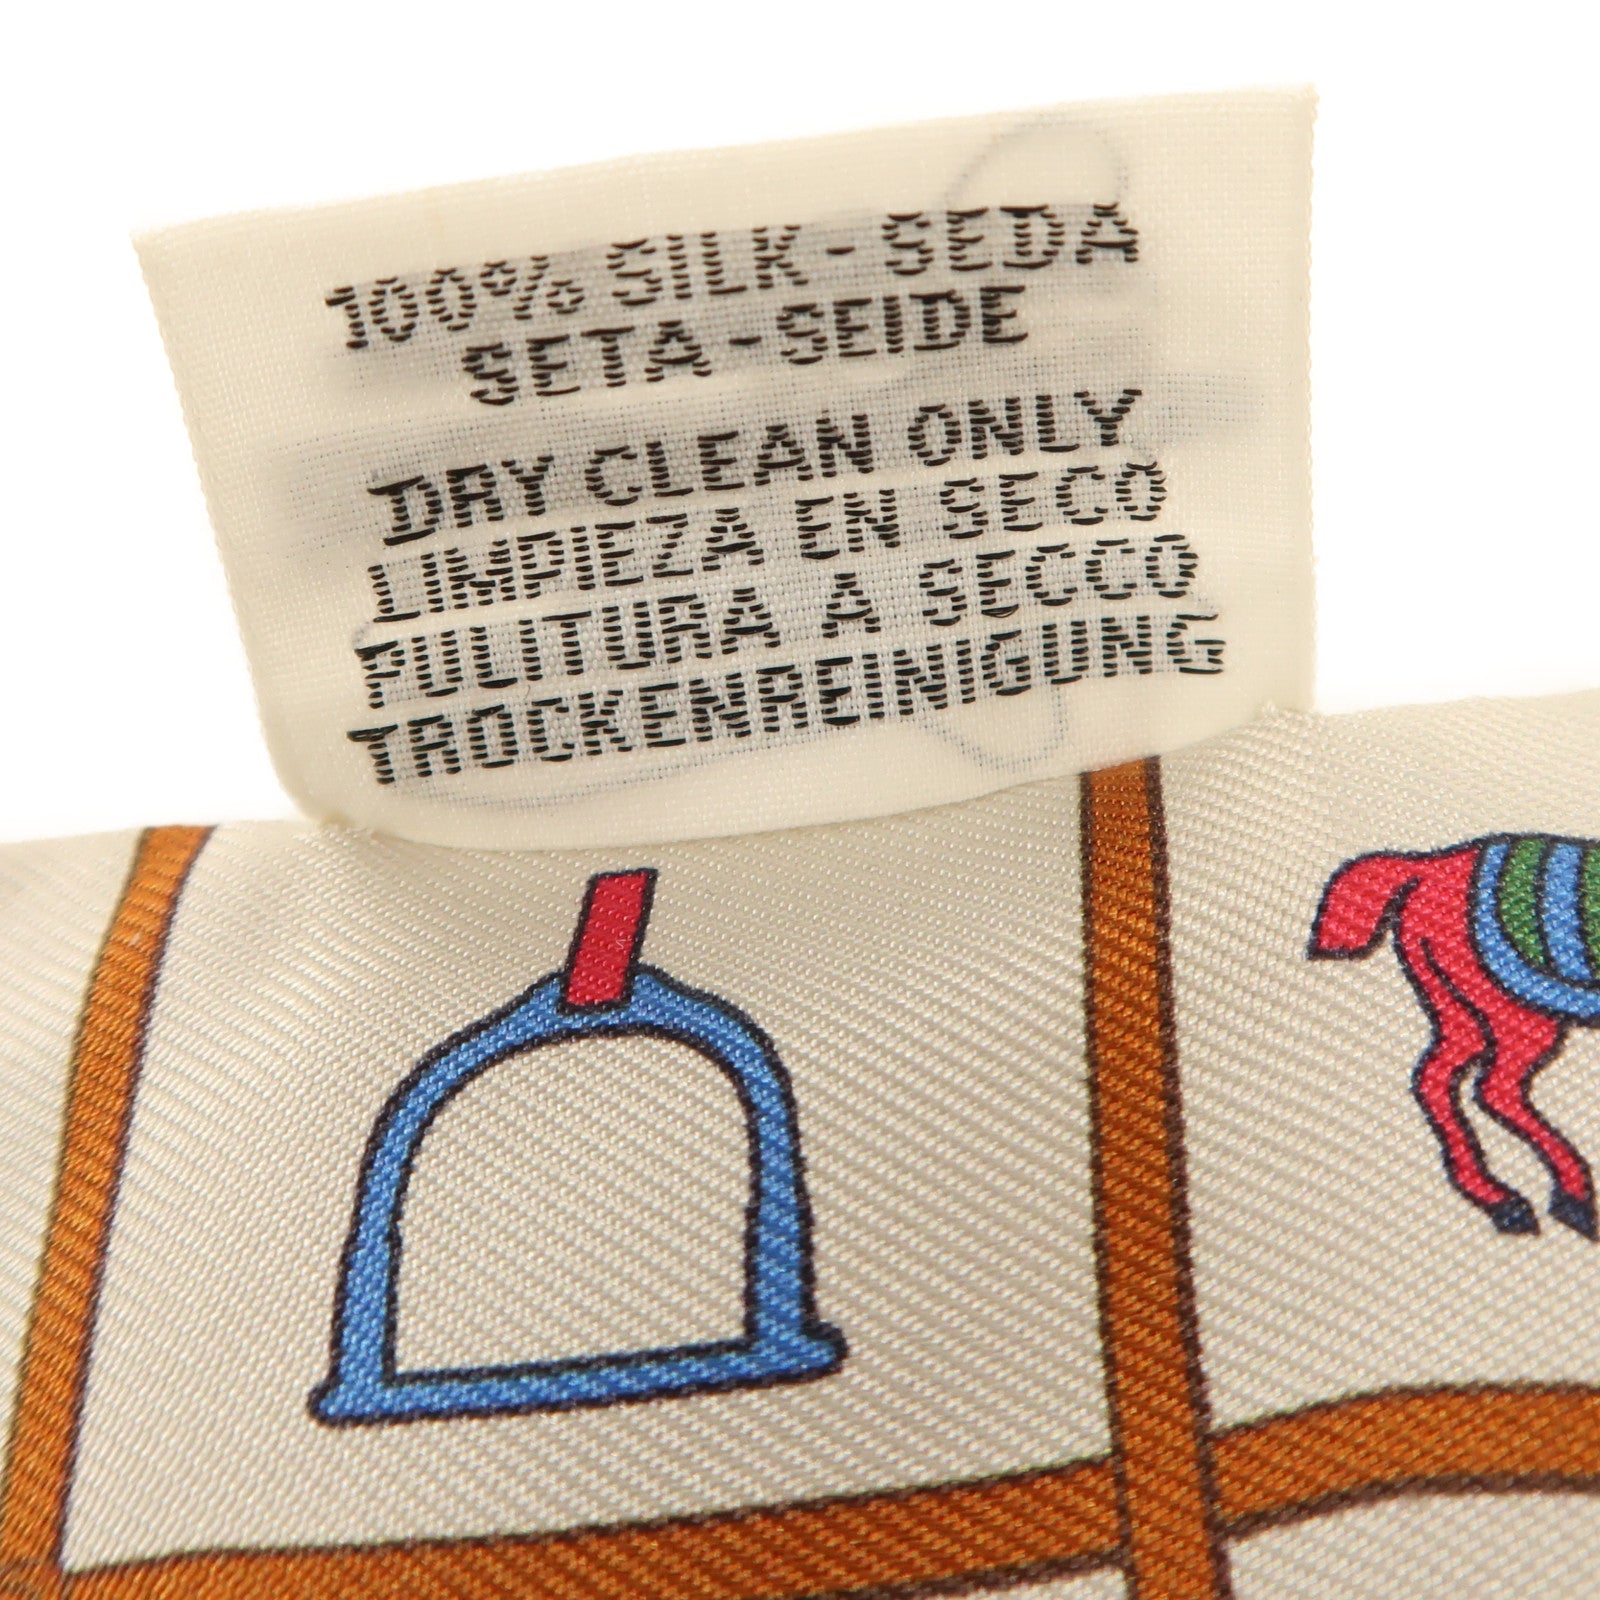 100% SILK - SEDA
SETA - SEIDE
DRY CLEAN ONLY
LIMPIEZA EN SECO
PULITURA A SECCO
TROCKENREINIGUNG